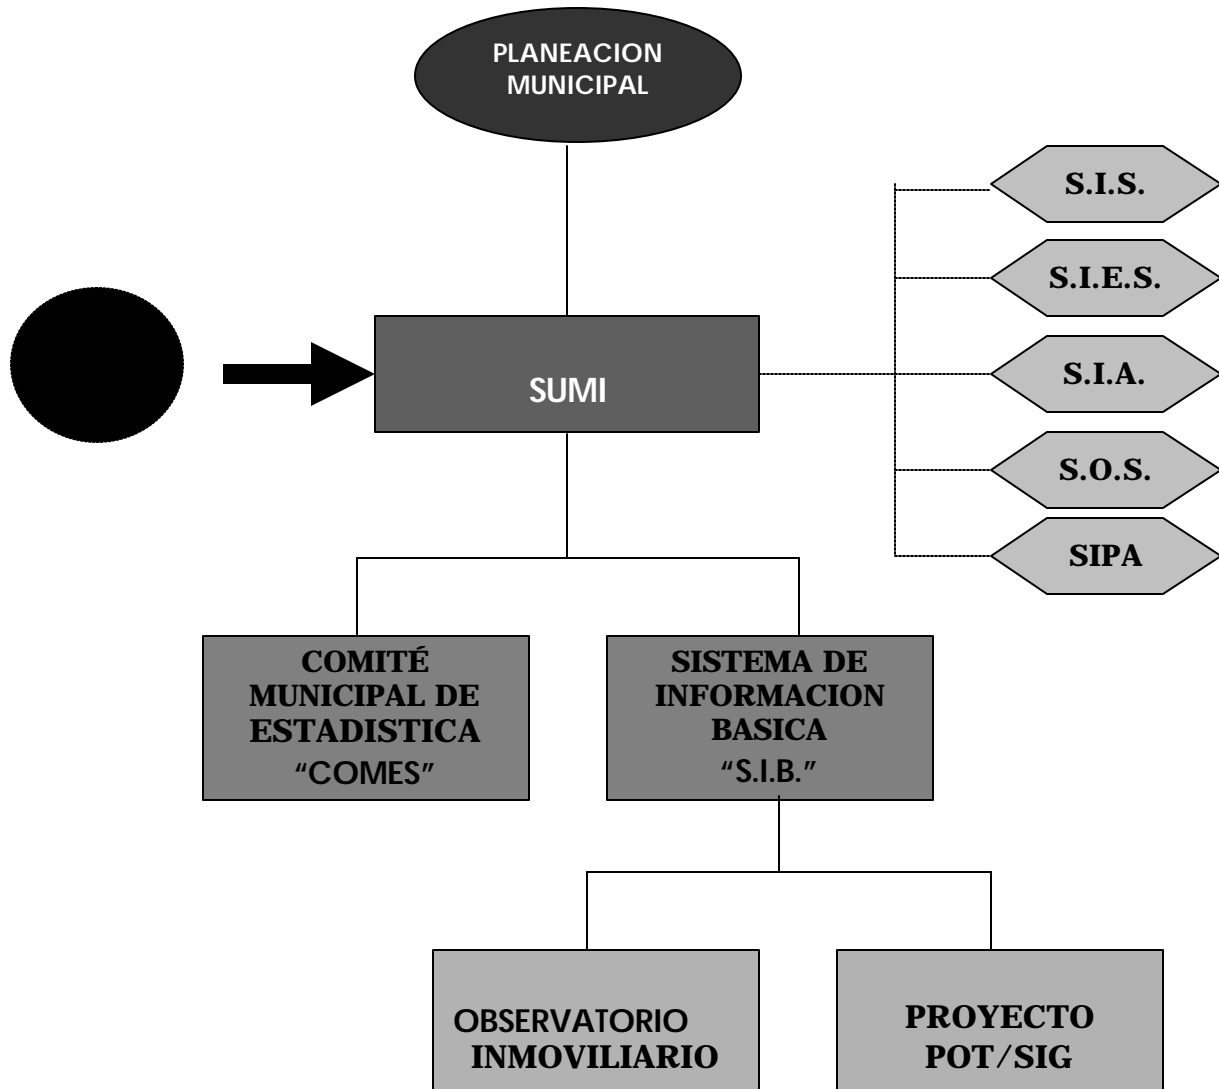 PLANEACION
MUNICIPAL
S.I.S.
S.I.E.S.
S.I.A.
SUMI
S.O.S.
SIPA
COMITÉ
MUNICIPAL DE
ESTADISTICA
“COMES”
SISTEMA DE
INFORMACION
BASICA
“S.I.B.”
OBSERVATORIO
INMOVILIARIO
PROYECTO
POT/SIG